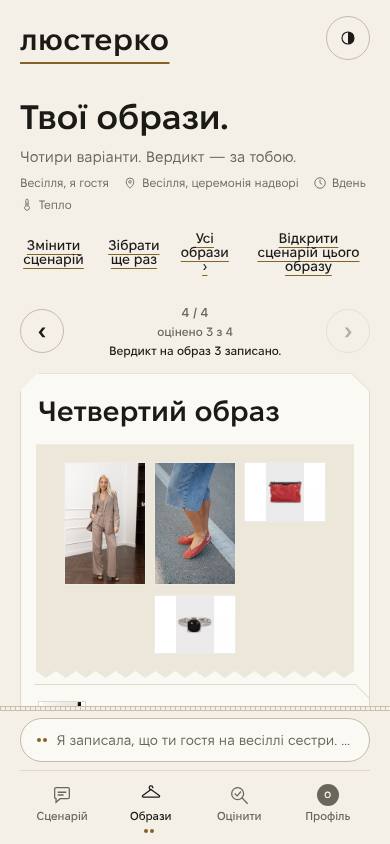 люстерко
Твої образи.
Чотири варіанти. Вердикт — за тобою.
Весілля, я гостя Весілля, церемонія надворі Вдень
Тепло
Змінити сценарій
Зібрати ще раз
Усі образи ›
Відкрити сценарій цього образу
4 / 4
оцінено 3 з 4
Вердикт на образ 3 записано.
Четвертий образ
Я записала, що ти гостя на весіллі сестри. ...
Сценарій Образи Оцінити О Профіль